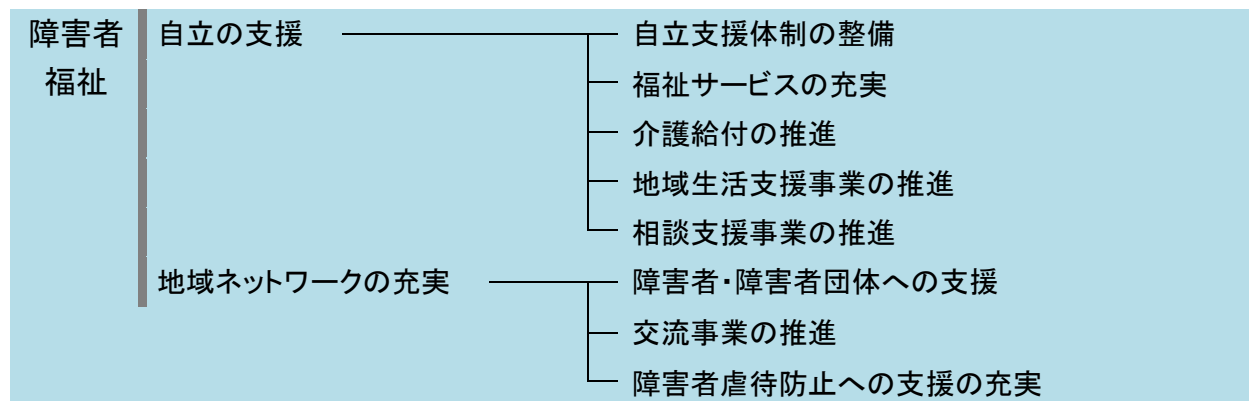 障害者
福祉
自立の支援
自立支援体制の整備
福祉サービスの充実
介護給付の推進
地域生活支援事業の推進
相談支援事業の推進
地域ネットワークの充実
障害者・障害者団体への支援
交流事業の推進
障害者虐待防止への支援の充実